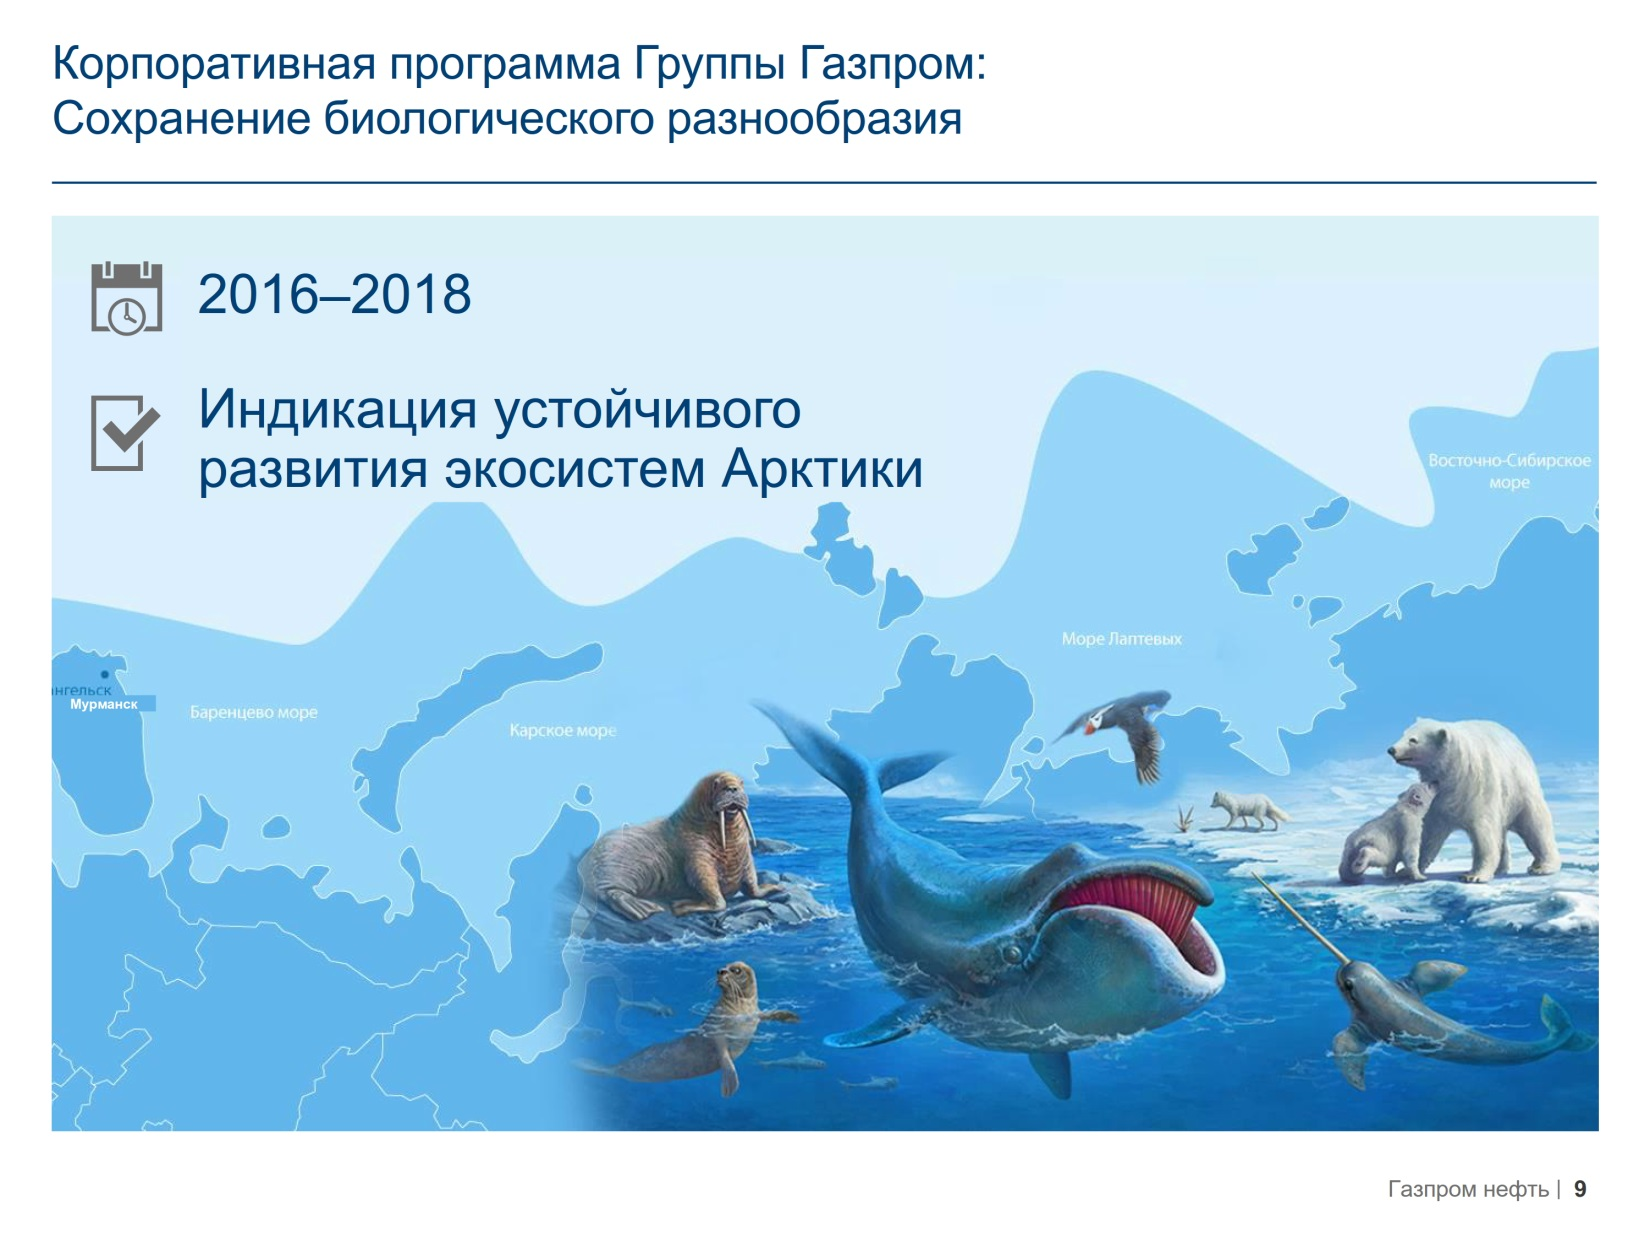 Корпоративная программа Группы Газпром:
Сохранение биологического разнообразия
2016–2018
Индикация устойчивого
развития экосистем Арктики
Восточно-Сибирское
море
Море Лаптевых
нгельск
Мурманск
Баренцево море
Карское море
Газпром нефть | 9